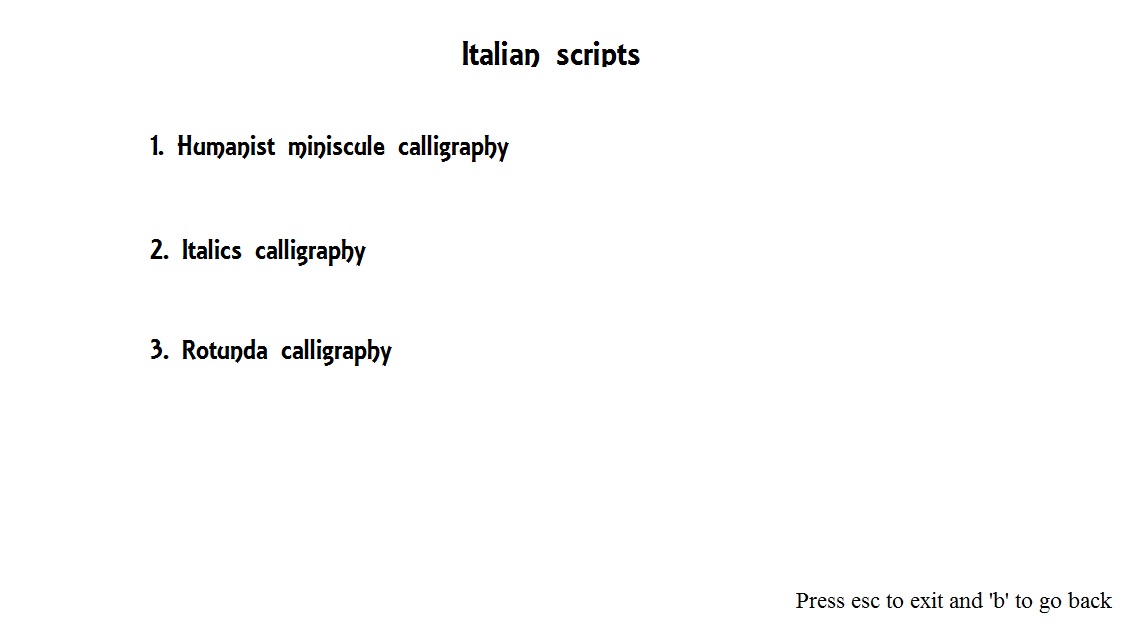 Italian scripts
1. Humanist miniscule calligraphy
2. Italics calligraphy
3. Rotunda calligraphy
Press esc to exit and 'b' to go back